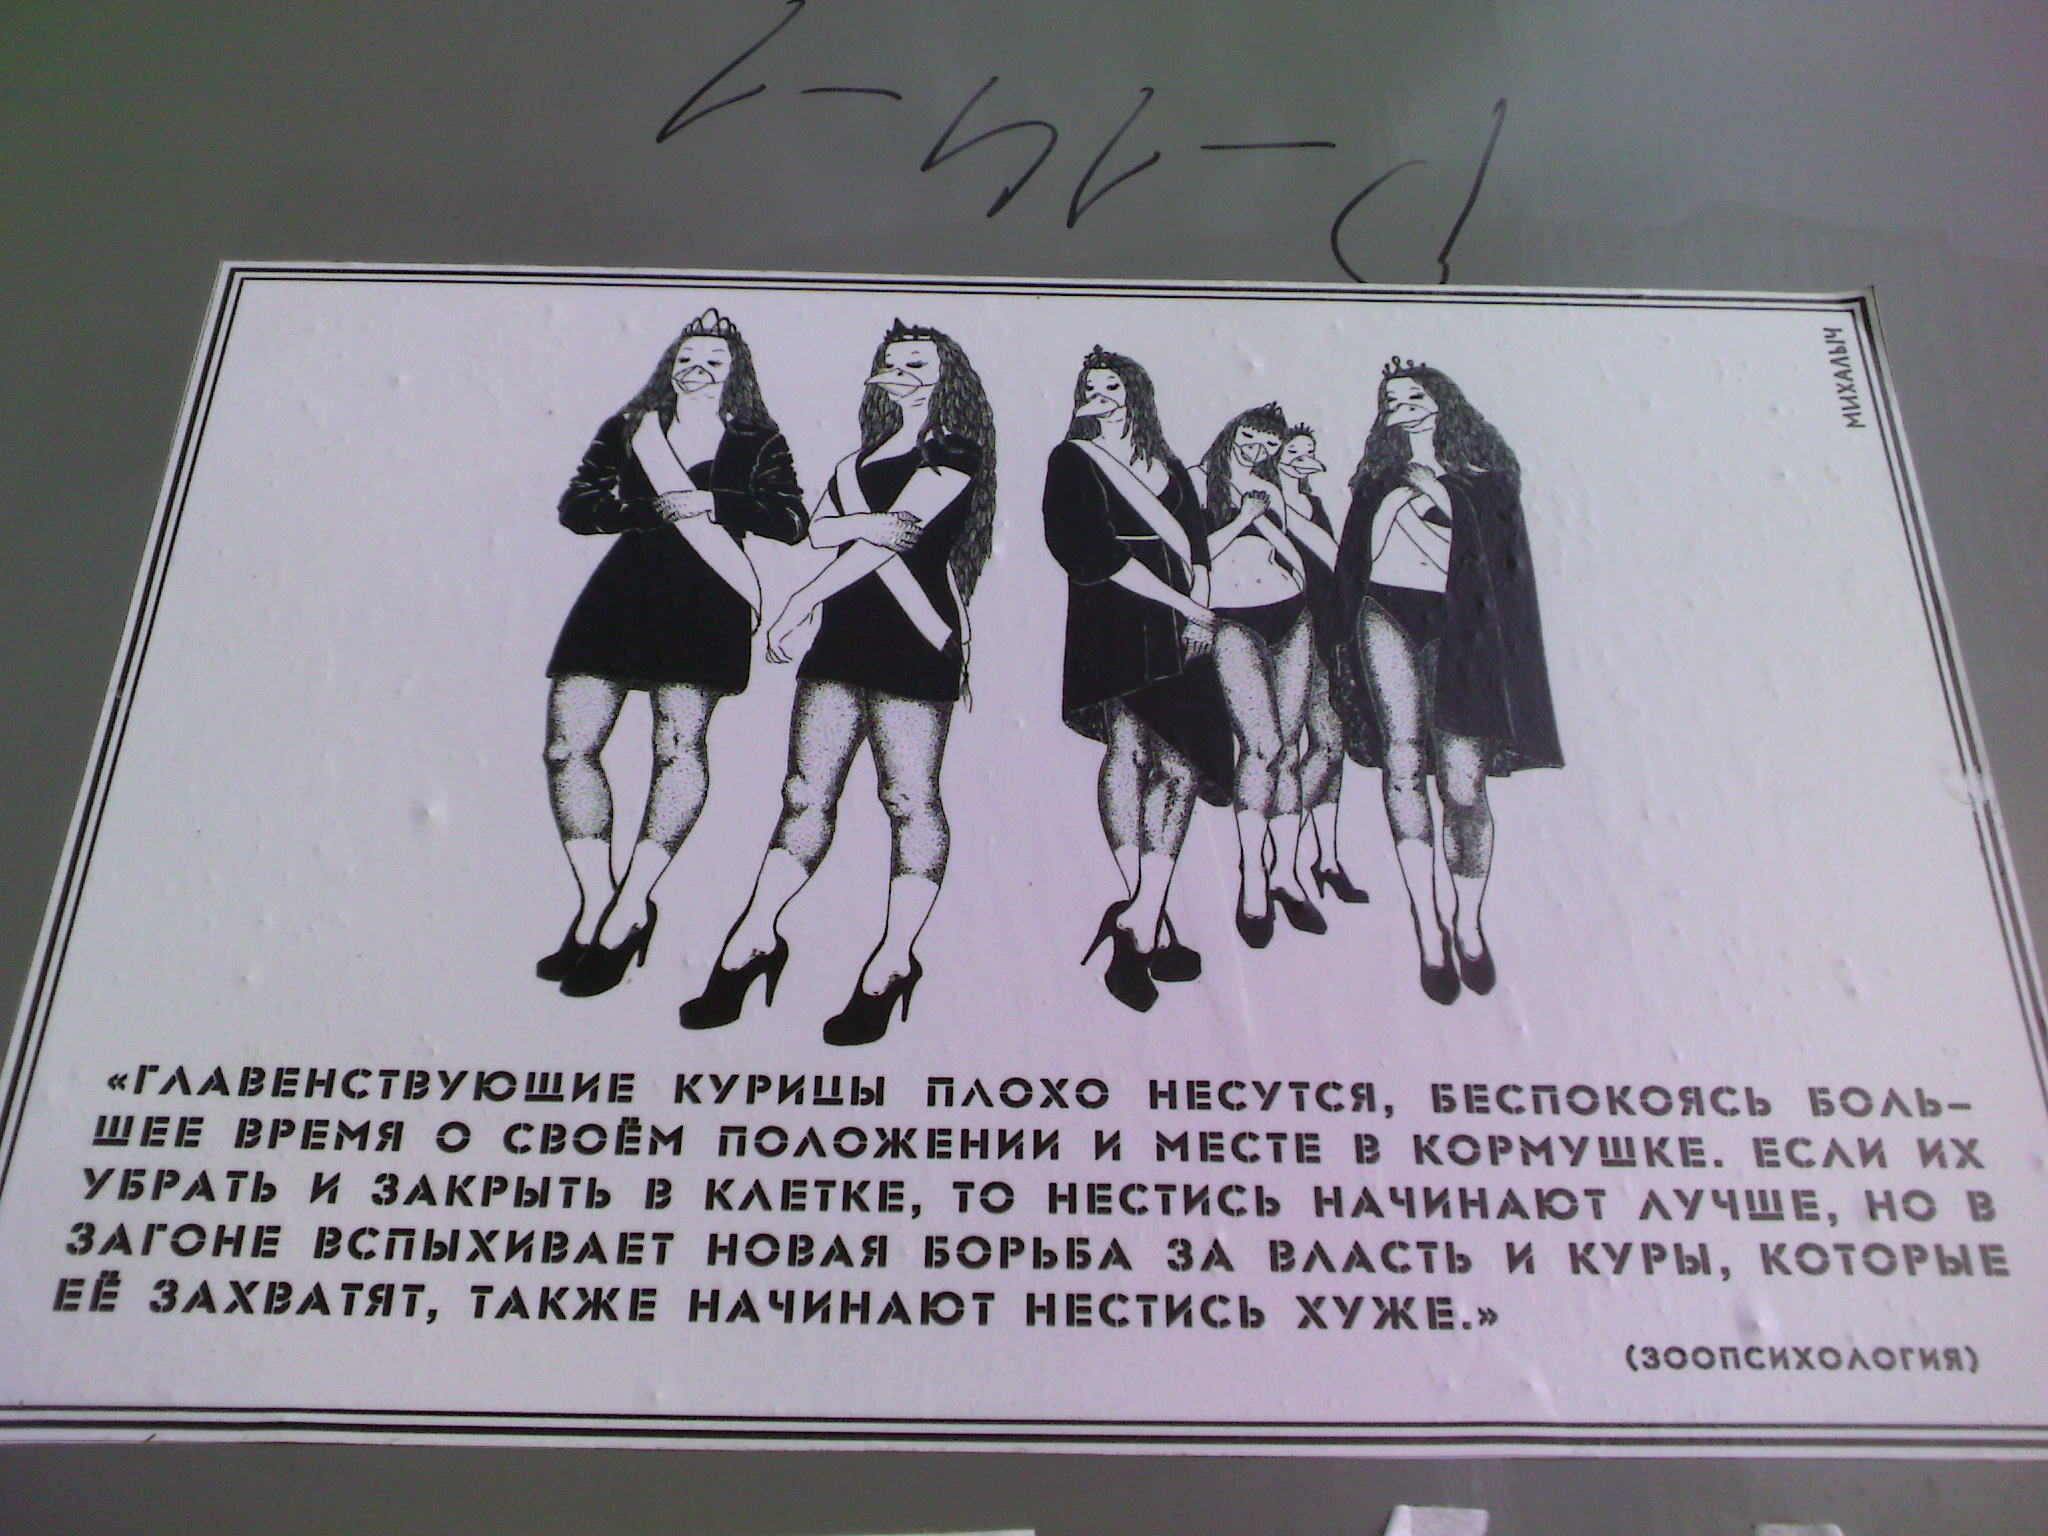 МИХАЛЫЧ
«ГЛАВЕНСТВУЮЩИЕ КУРИЦЫ ПЛОХО НЕСУТСЯ, БЕСПОКОЯСЬ БОЛЬ-
ШЕЕ ВРЕМЯ О СВОЁМ ПОЛОЖЕНИИ И МЕСТЕ В КОРМУШКЕ. ЕСЛИ ИХ
УБРАТЬ И ЗАКРЫТЬ В КЛЕТКЕ, ТО НЕСТИСЬ НАЧИНАЮТ ЛУЧШЕ, НО В
ЗАГОНЕ ВСПЫХИВАЕТ НОВАЯ БОРЬБА ЗА ВЛАСТЬ И КУРЫ, КОТОРЫЕ
ЕЁ ЗАХВАТЯТ, ТАКЖЕ НАЧИНАЮТ НЕСТИСЬ ХУЖЕ.»
(ЗООПСИХОЛОГИЯ)